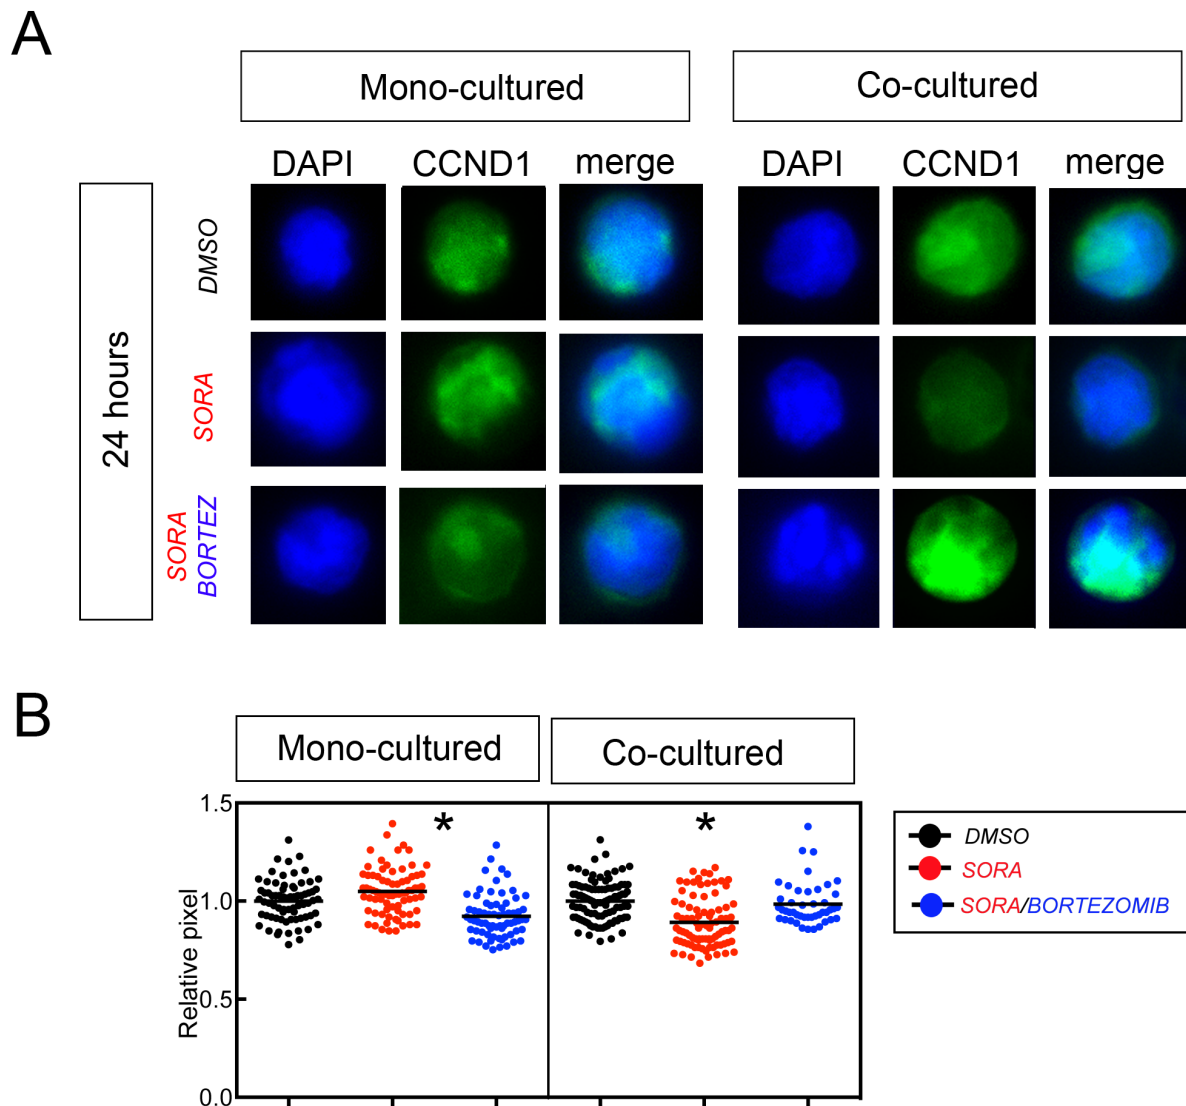 A
Mono-cultured
Co-cultured
DAPI CCND1 merge DAPI CCND1 merge
24 hours
DMSO
SORA
SORA
BORTEZ
B
Mono-cultured
Co-cultured
Relative pixel
1.5
1.0
0.5
0.0
*
*
DMSO
SORA
SORA/BORTEZOMIB